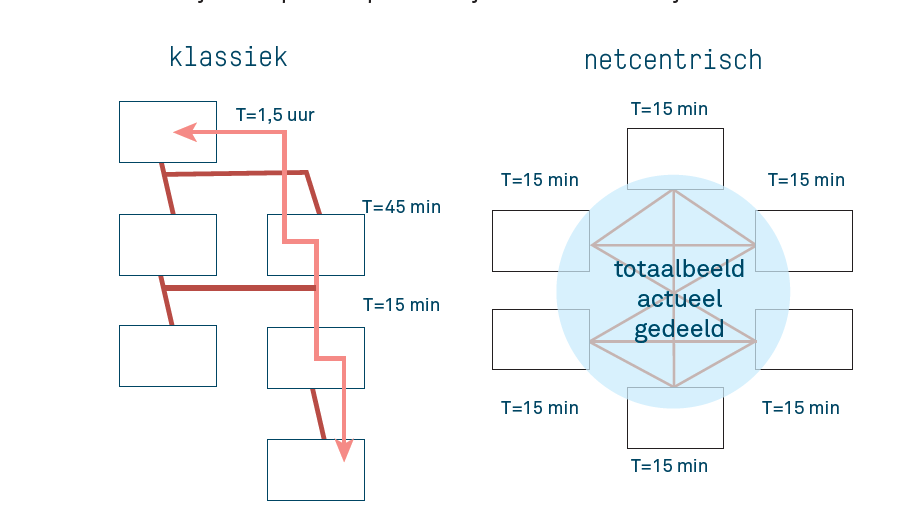 klassiek
T=1,5 uur
T=45 min
T=15 min
netcentrisch
T=15 min
T=15 min
T=15 min
totaalbeeld
actueel
gedeeld
T=15 min
T=15 min
T=15 min